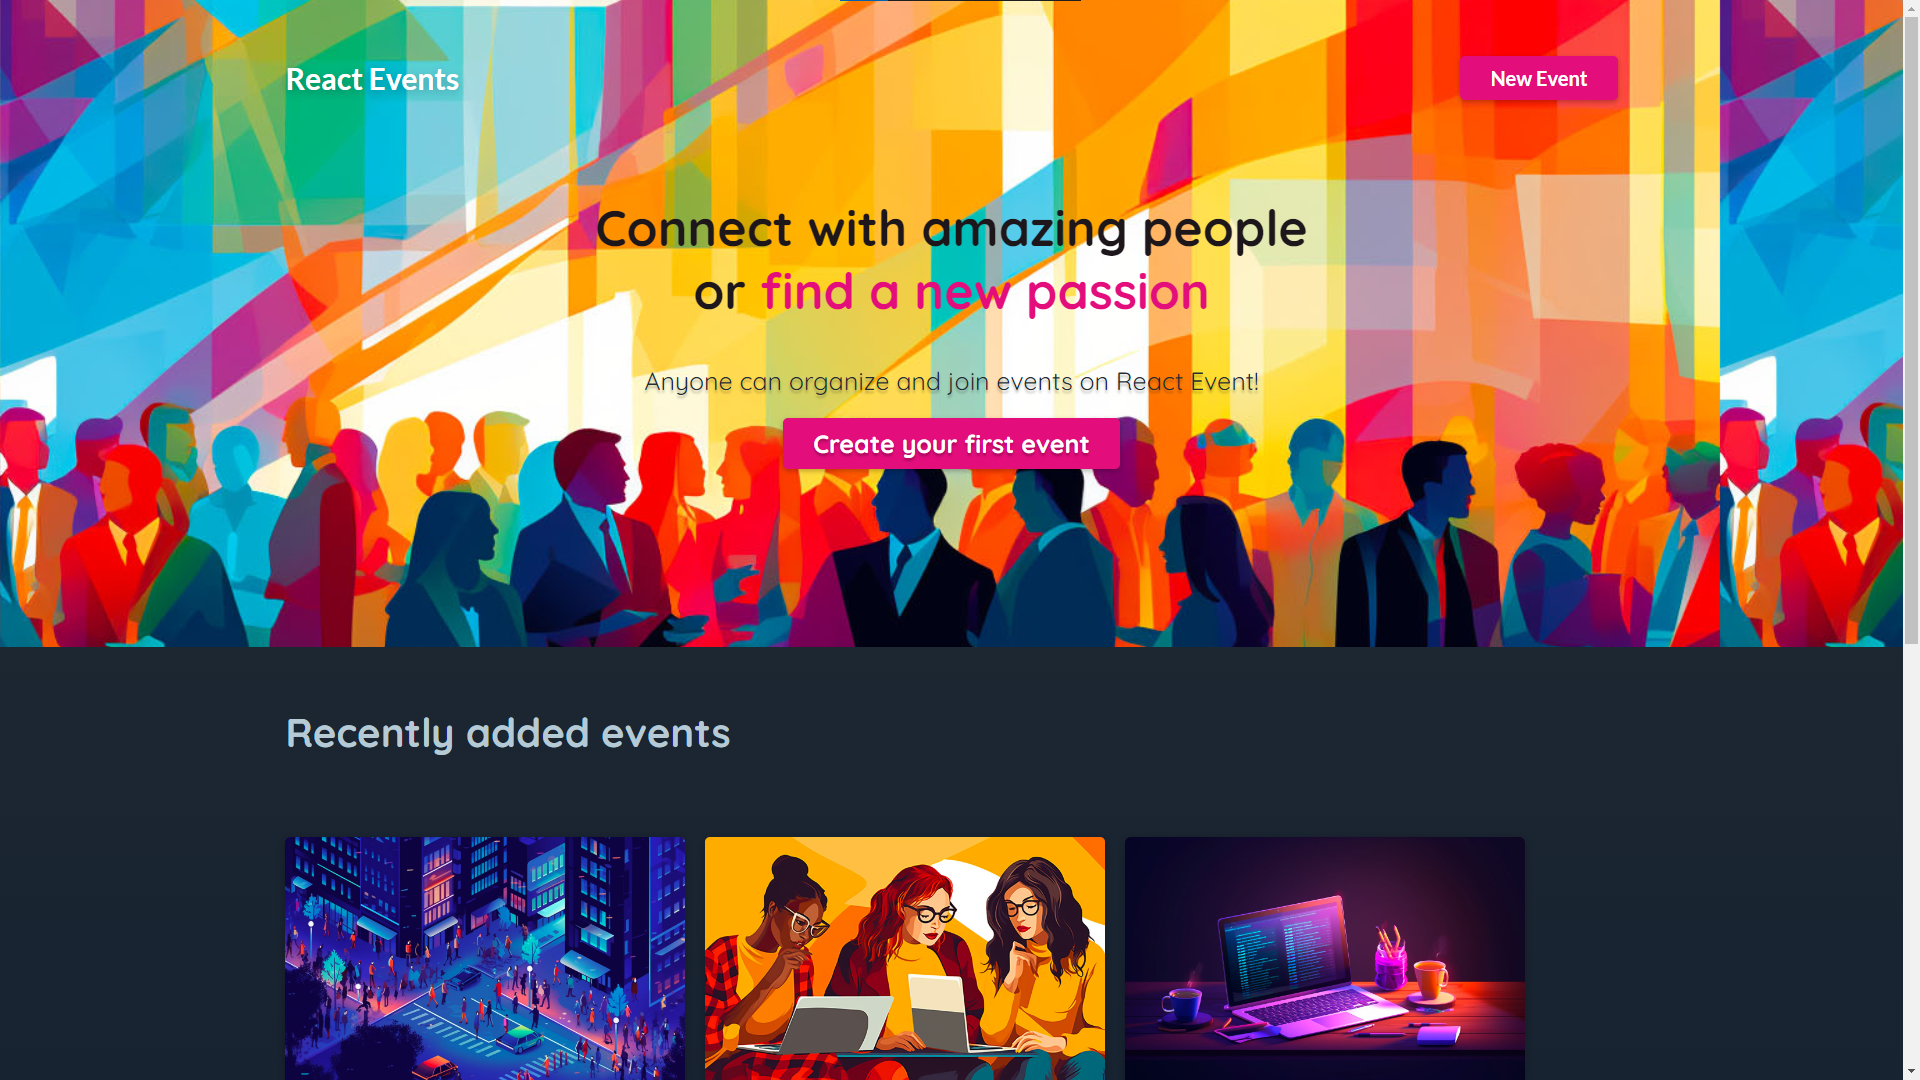 React Events
New Event
Connect with amazing people
or find a new passion
Anyone can organize and join events on React Event!
Create your first event
Recently added events